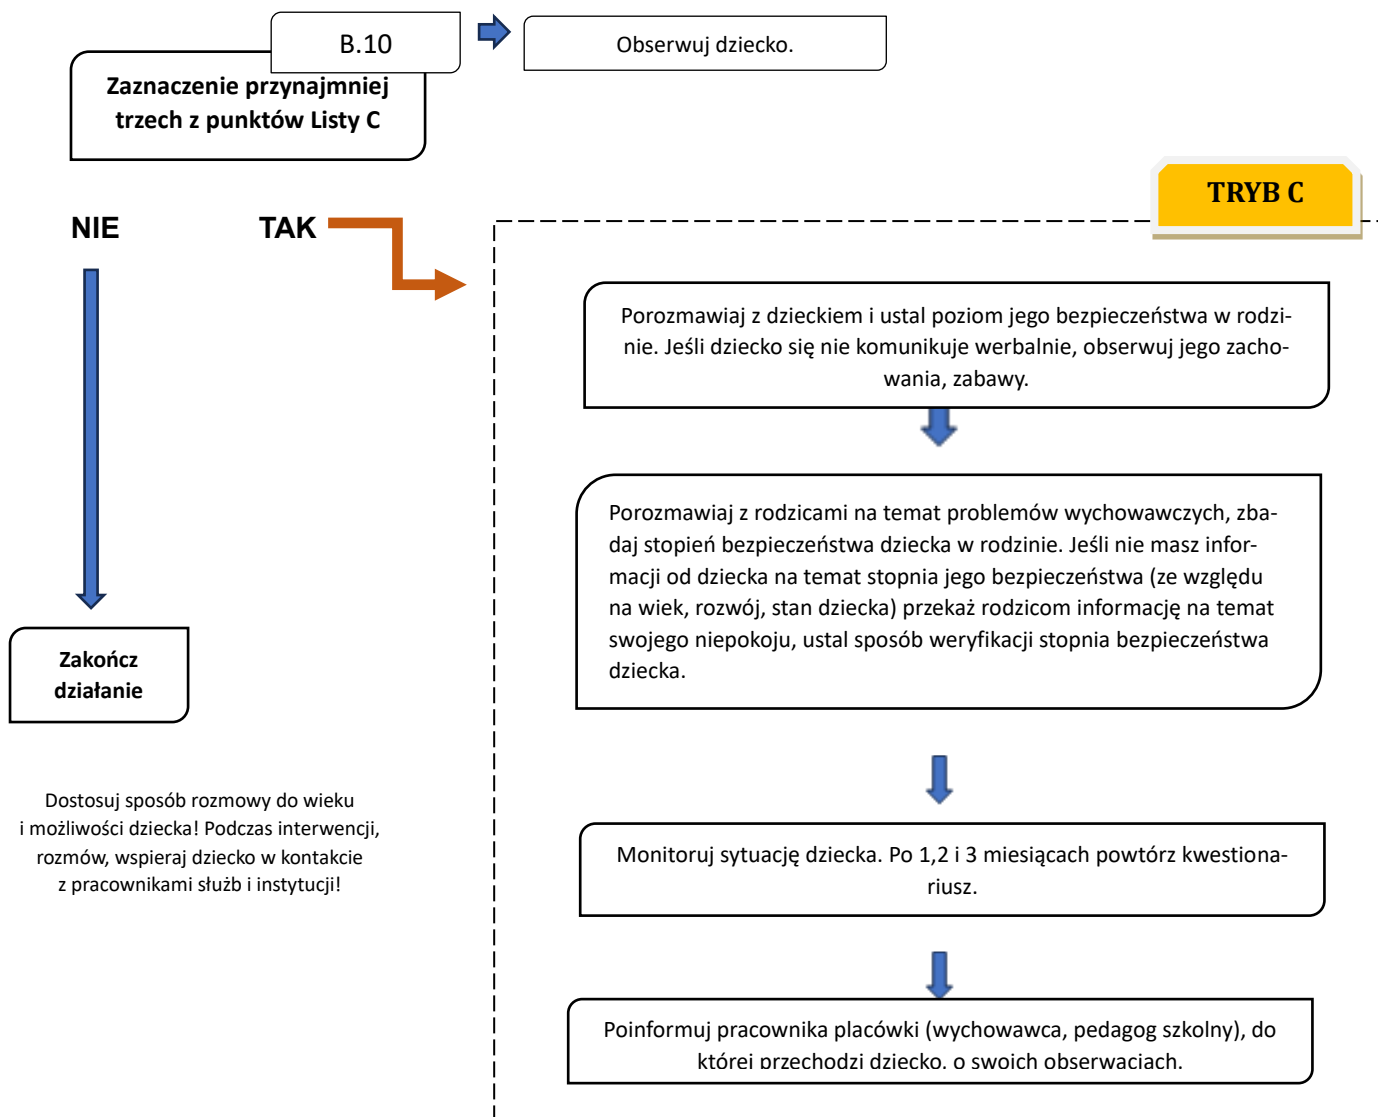 B.10
Obserwuj dziecko.
Zaznaczenie przynajmniej
trzech z punktów Listy C
TRYB C
NIE
TAK
Porozmawiaj z dzieckiem i ustal poziom jego bezpieczeństwa w rodzi-
nie. Jeśli dziecko się nie komunikuje werbalnie, obserwuj jego zacho-
wania, zabawy.
Porozmawiaj z rodzicami na temat problemów wychowawczych, zba-
daj stopień bezpieczeństwa dziecka w rodzinie. Jeśli nie masz infor-
macji od dziecka na temat stopnia jego bezpieczeństwa (ze względu
na wiek, rozwój, stan dziecka) przekaż rodzicom informację na temat
swojego niepokoju, ustal sposób weryfikacji stopnia bezpieczeństwa
dziecka.
Zakończ
działanie
Dostosuj sposób rozmowy do wieku
i możliwości dziecka! Podczas interwencji,
rozmów, wspieraj dziecko w kontakcie
z pracownikami służb i instytucji!
Monitoruj sytuację dziecka. Po 1,2 i 3 miesiącach powtórz kwestiona-
riusz.
Poinformuj pracownika placówki (wychowawca, pedagog szkolny), do
której przechodzi dziecko, o swoich obserwacjach.